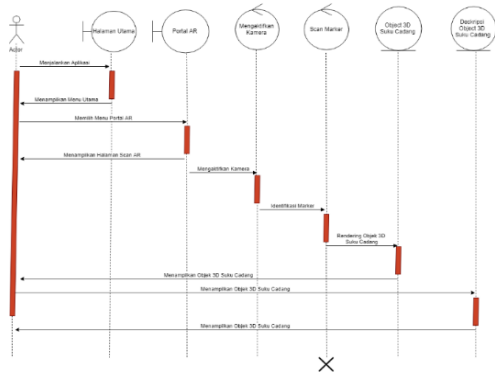 Actor
Halaman Utama
Portal AR
Mengaktifkan
Kamera
Scan Marker
Object 3D
Suku Cadang
Deskripsi
Object 3D
Suku Cadang
Menjalankan Aplikasi
Menampilkan Menu Utama
Memilih Menu Portal AR
Menampilkan Halaman Scan AR
Mengaktifkan Kamera
Identifikasi Marker
Rendering Objek 3D
Suku Cadang
Menampilkan Objek 3D Suku Cadang
Menampilkan Objek 3D Suku Cadang
Menampilkan Objek 3D Suku Cadang